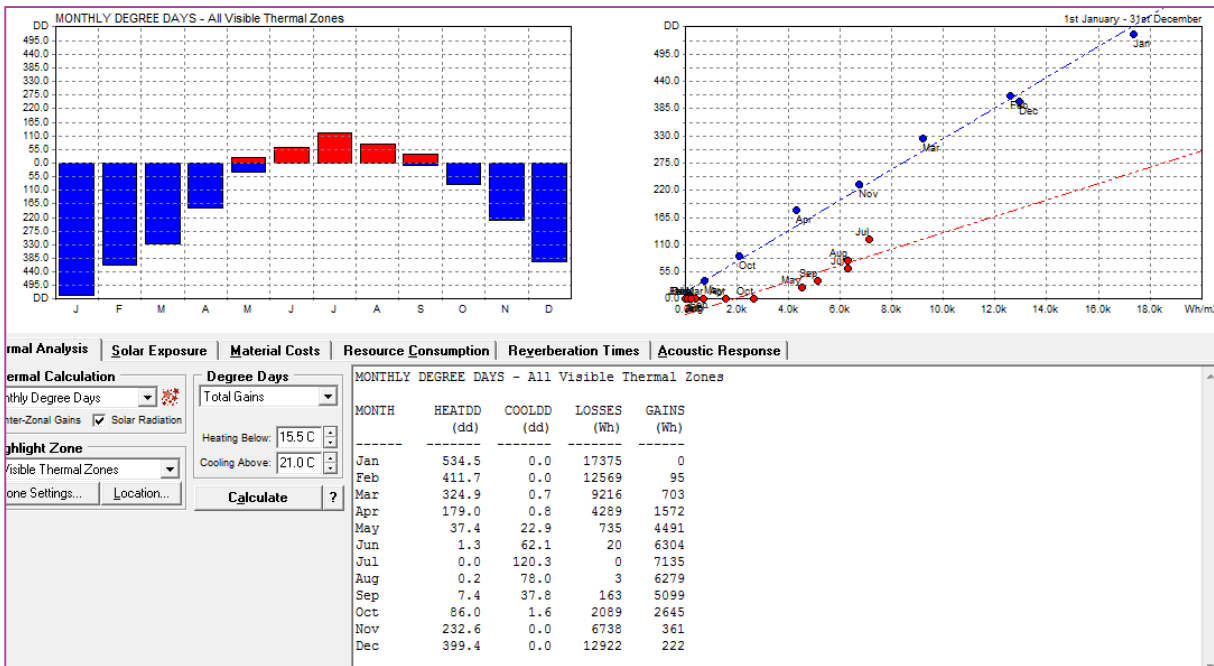 DD MONTHLY DEGREE DAYS - All Visible Thermal Zones
495.0
440.0
385.0
330.0
275.0
220.0
165.0
110.0
55.0
0.0
55.0
110.0
165.0
220.0
275.0
330.0
385.0
440.0
495.0
DD
J F M A M J J A S O N D
DD 1st January - 31st December
495.0
440.0
385.0
330.0
275.0
220.0
165.0
110.0
55.0
0.0
Jan
Feb
Dec
Mar
Nov
Apr
Jul
Oct
Aug
Jun
Sep
May
May
Mar
Apr
Oct
0.0 2.0k 4.0k 6.0k 8.0k 10.0k 12.0k 14.0k 16.0k 18.0k Wh/m
rmal Analysis Solar Exposure Material Costs Resource Consumption Reverberation Times Acoustic Response
ermal Calculation
nthly Degree Days
nter-Zonal Gains Solar Radiation
ghlight Zone
Visible Thermal Zones
one Settings... Location...
Degree Days
Total Gains
Heating Below: 15.5 C
Cooling Above: 21.0 C
Calculate ?
MONTHLY DEGREE DAYS - All Visible Thermal Zones
MONTH HEATDD COOLDD LOSSES GAINS
(dd) (dd) (Wh) (Wh)
------ ------- ------- ------- ------
Jan 534.5 0.0 17375 0
Feb 411.7 0.0 12569 95
Mar 324.9 0.7 9216 703
Apr 179.0 0.8 4289 1572
May 37.4 22.9 735 4491
Jun 1.3 62.1 20 6304
Jul 0.0 120.3 0 7135
Aug 0.2 78.0 3 6279
Sep 7.4 37.8 163 5099
Oct 86.0 1.6 2089 2645
Nov 232.6 0.0 6738 361
Dec 399.4 0.0 12922 222